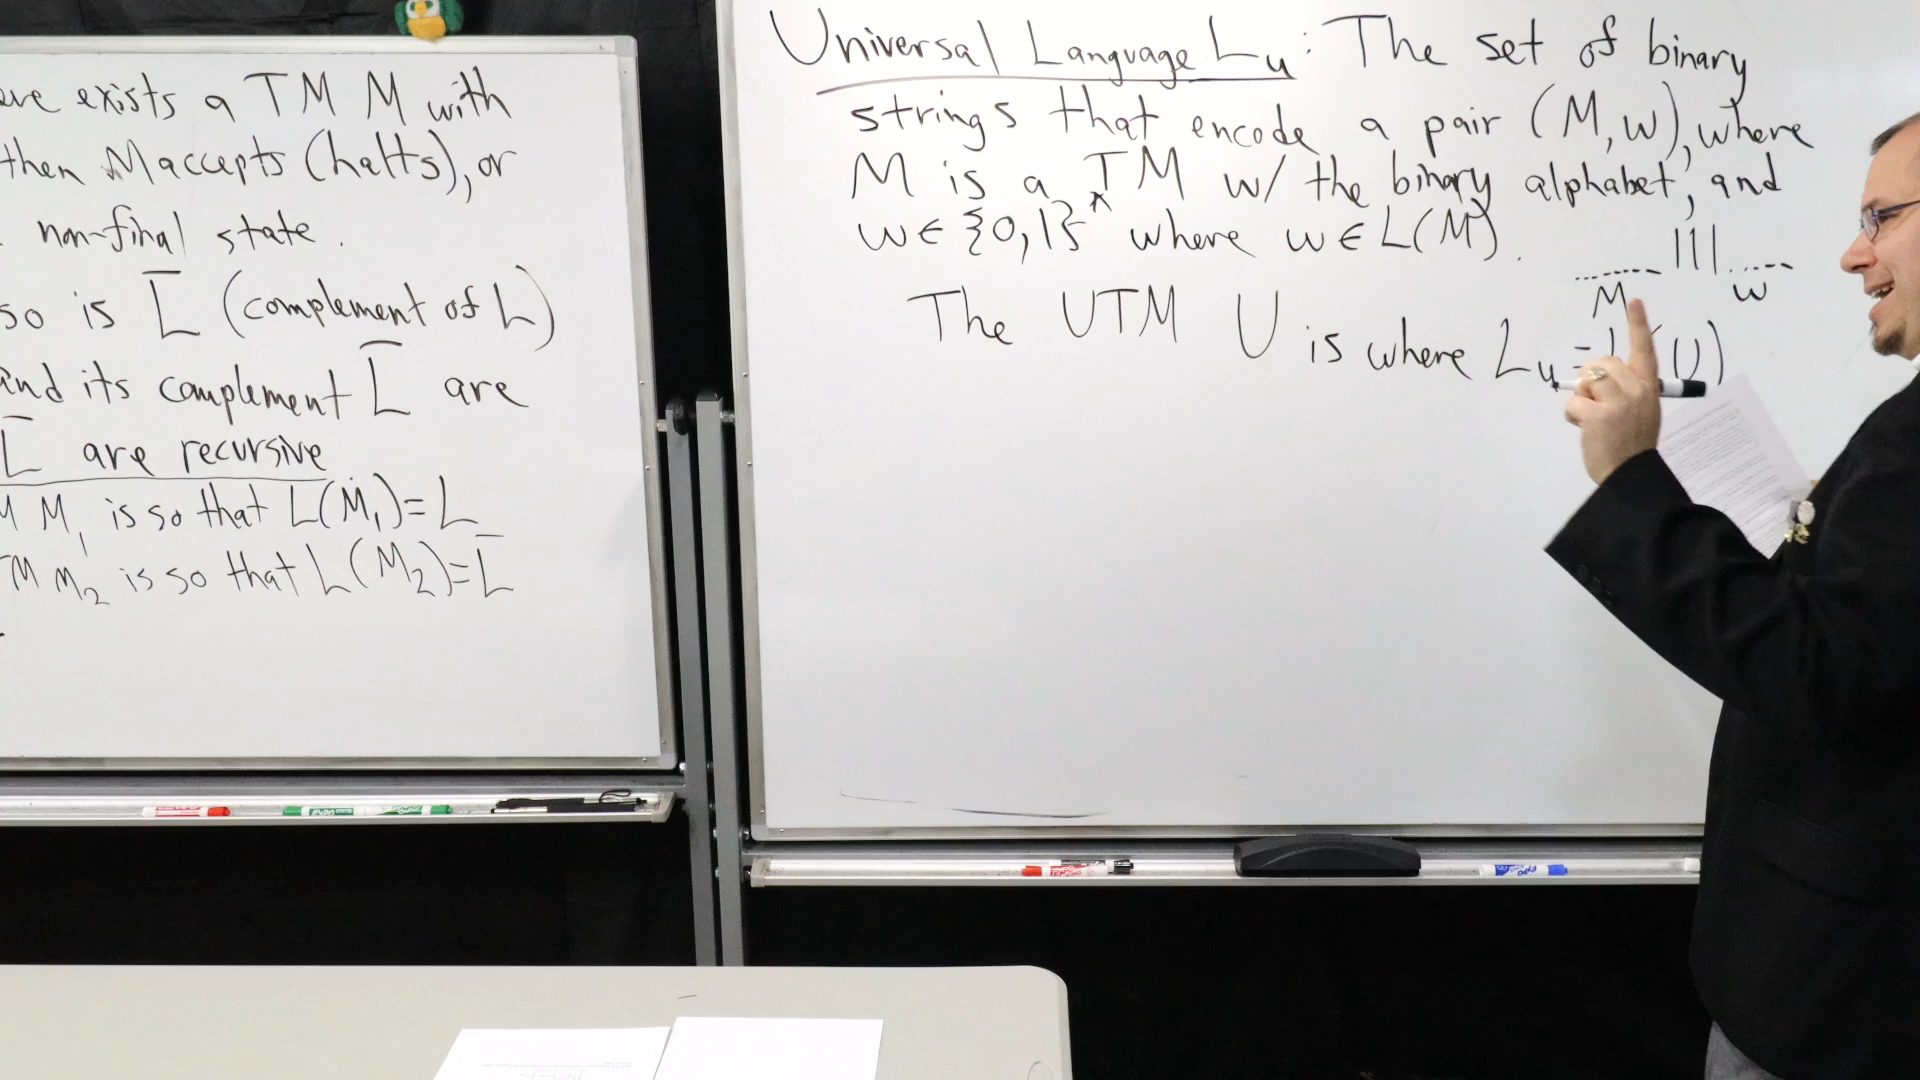 exists a TM M with
then M accepts (halts), or
non-final state.
so is L̅ (complement of L)
and its complement L̅ are
L̅ are recursive
M M₁ is so that L(M₁)=L
TM M₂ is so that L(M₂)=L̅
Universal Language Lu: The set of binary
strings that encode a pair (M,w), where
M is a TM w/ the binary alphabet, and
w∈{0,1}* where w∈L(M).
111
M w
The UTM U is where Lu = (U)